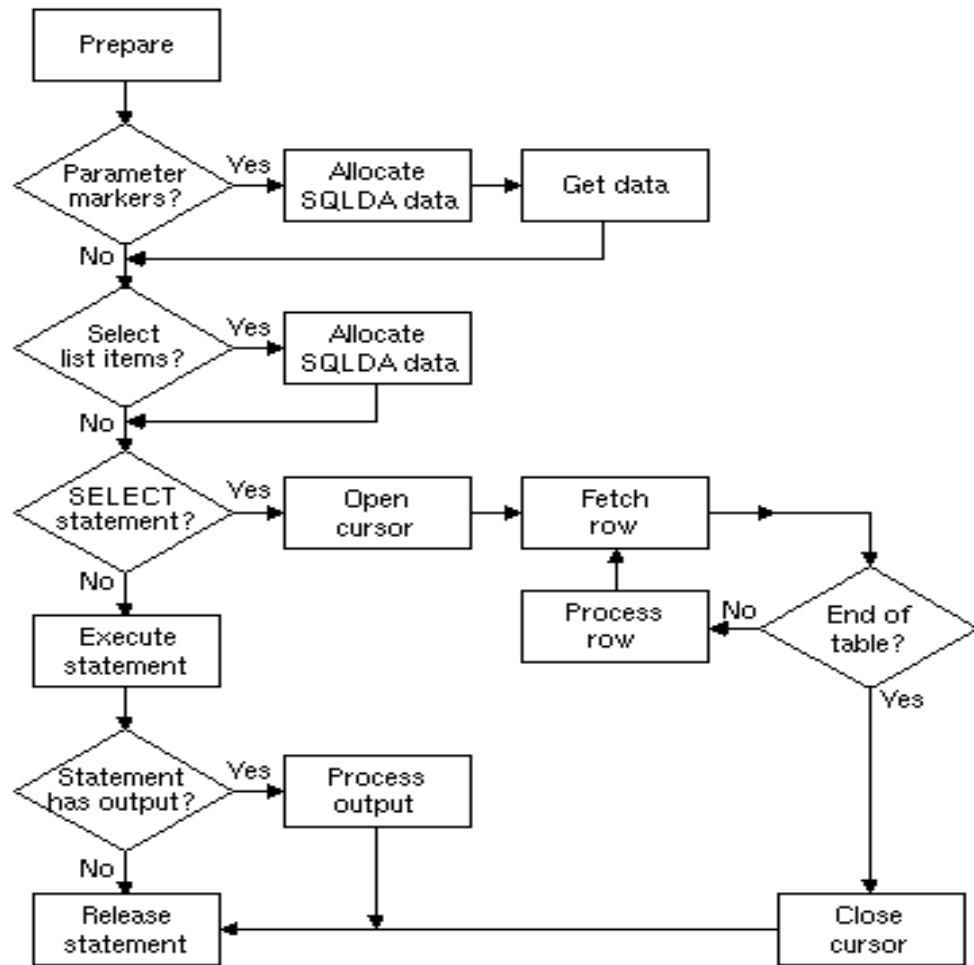 Prepare
Parameter
markers?
Yes
Allocate
SQLDA data
Get data
No
Select
list items?
Yes
Allocate
SQLDA data
No
SELECT
statement?
Yes
Open
cursor
Fetch
row
No
Execute
statement
Process
row
No
End of
table?
Yes
Statement
has output?
Yes
Process
output
No
Release
statement
Close
cursor